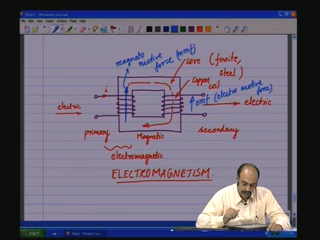 magneto
motive
force (mmf)
core (ferrite,
steel)
copper
coil
i
emf (electro motive
force)
electric
electric
primary
Magnetic
secondary
electromagnetic
ELECTROMAGNETISM.
start